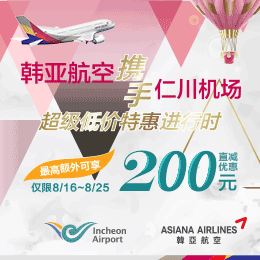 韩亚航空携手仁川机场
超级低价特惠进行时
最高额外可享
仅限8/16~8/25
200元
直减
优惠
Incheon
Airport
ASIANA AIRLINES
韓亞航空